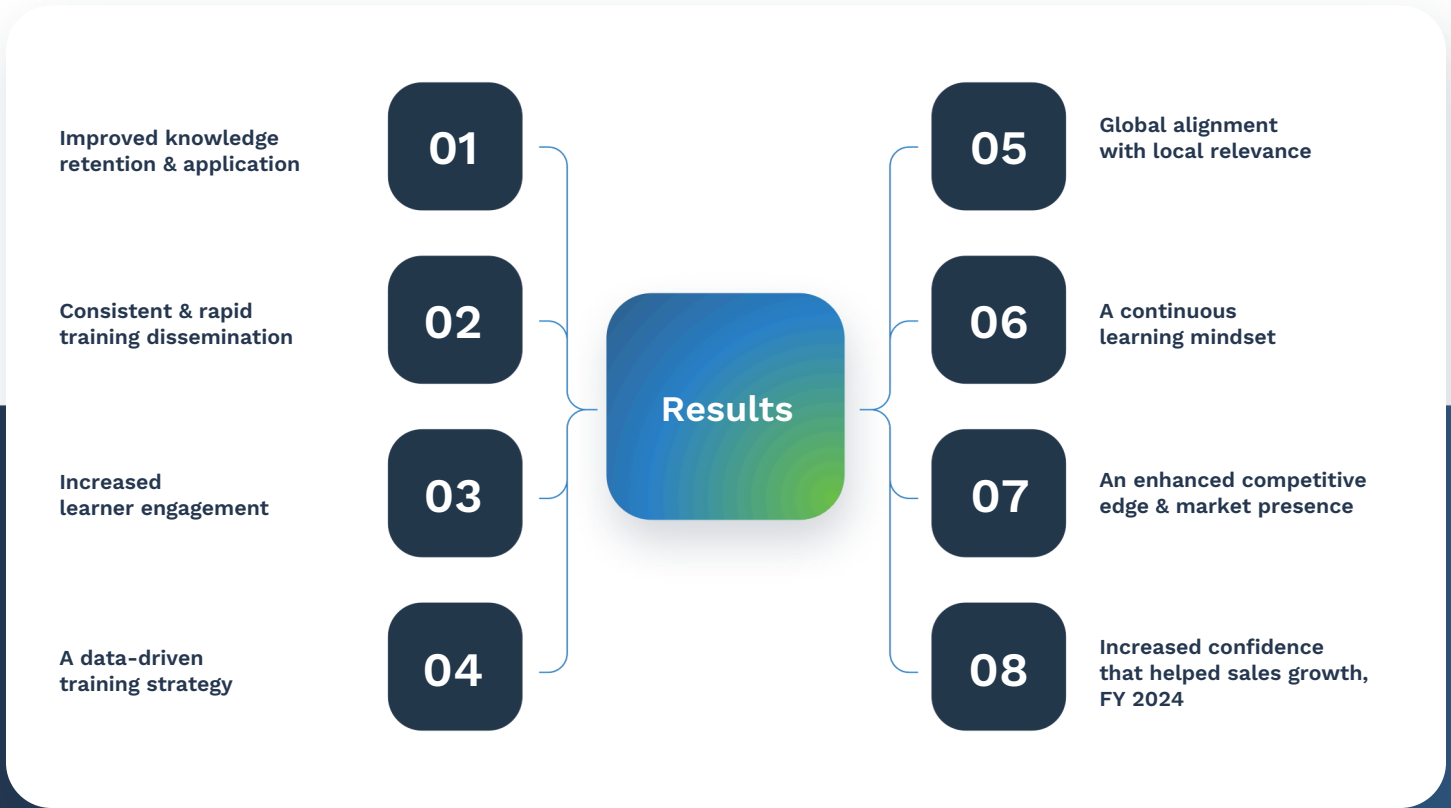 01
Improved knowledge
retention & application
02
Consistent & rapid
training dissemination
03
Increased
learner engagement
04
A data-driven
training strategy
Results
05
Global alignment
with local relevance
06
A continuous
learning mindset
07
An enhanced competitive
edge & market presence
08
Increased confidence
that helped sales growth,
FY 2024